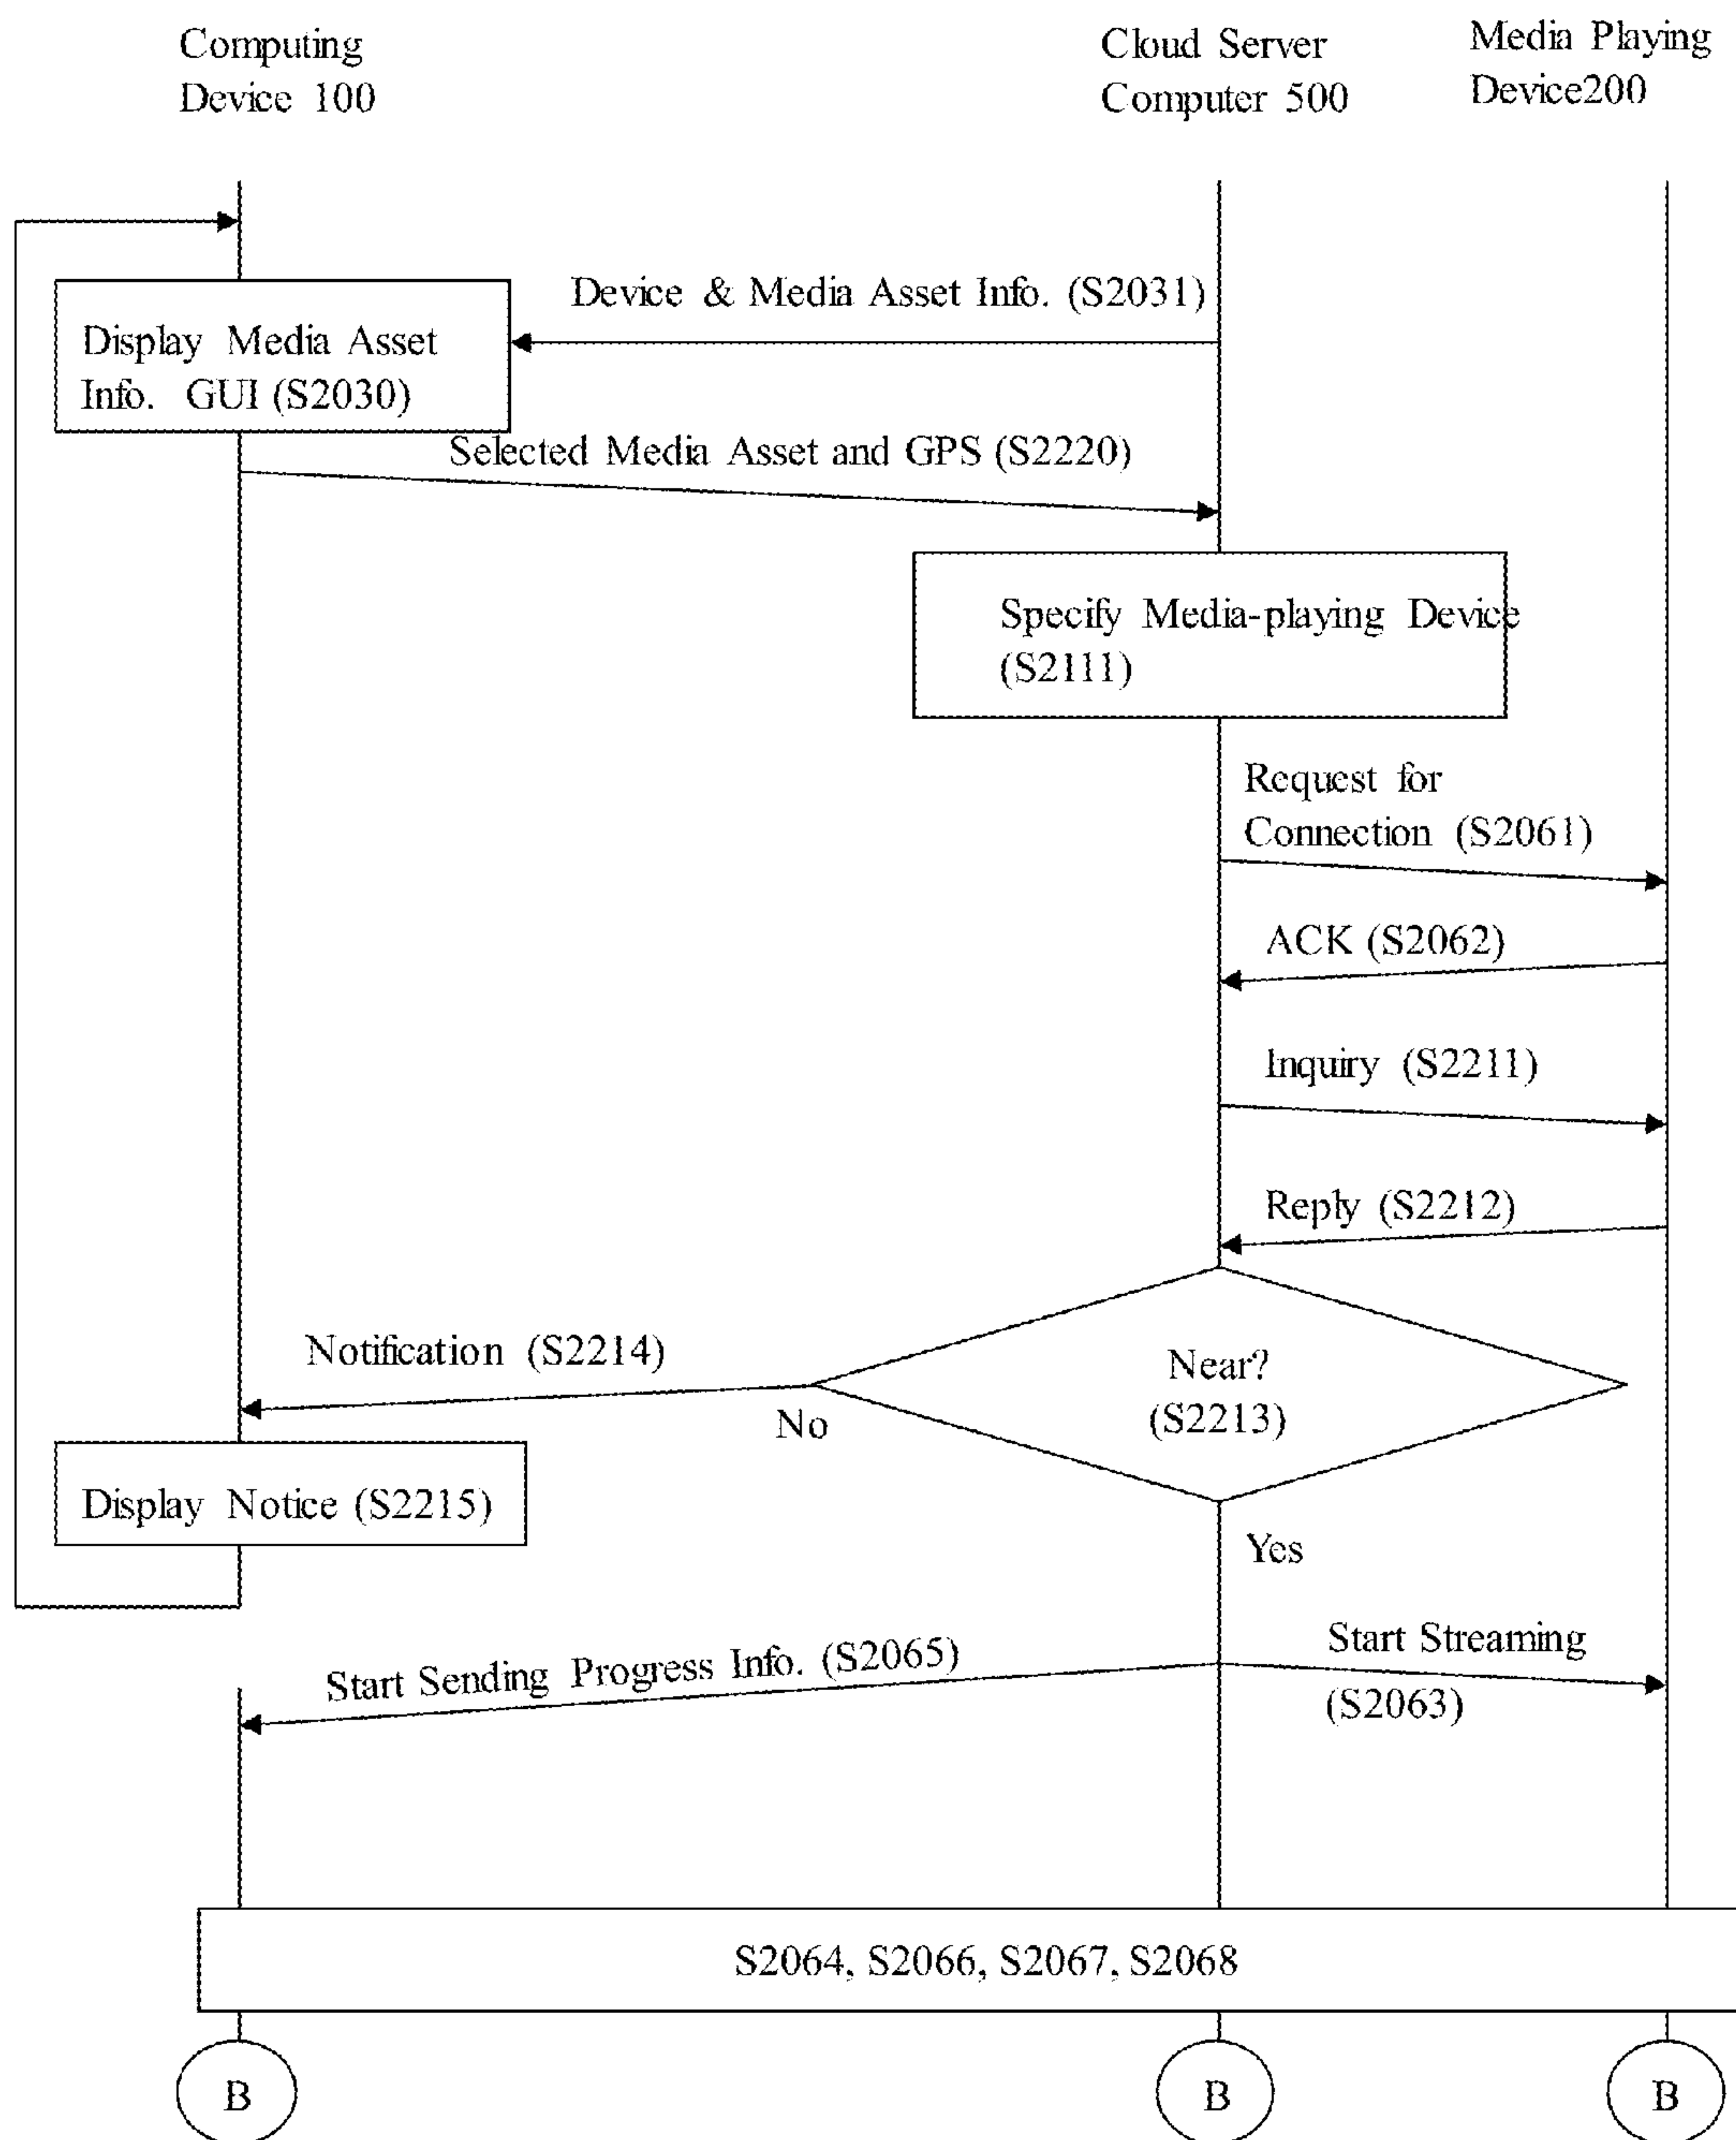 Computing
Device 100
Cloud Server
Computer 500
Media Playing
Device200
Device & Media Asset Info. (S2031)
Display Media Asset
Info. GUI (S2030)
Selected Media Asset and GPS (S2220)
Specify Media-playing Device
(S2111)
Request for
Connection (S2061)
ACK (S2062)
Inquiry (S2211)
Reply (S2212)
Near?
(S2213)
Notification (S2214)
No
Display Notice (S2215)
Yes
Start Sending Progress Info. (S2065)
Start Streaming
(S2063)
S2064, S2066, S2067, S2068
B
B
B